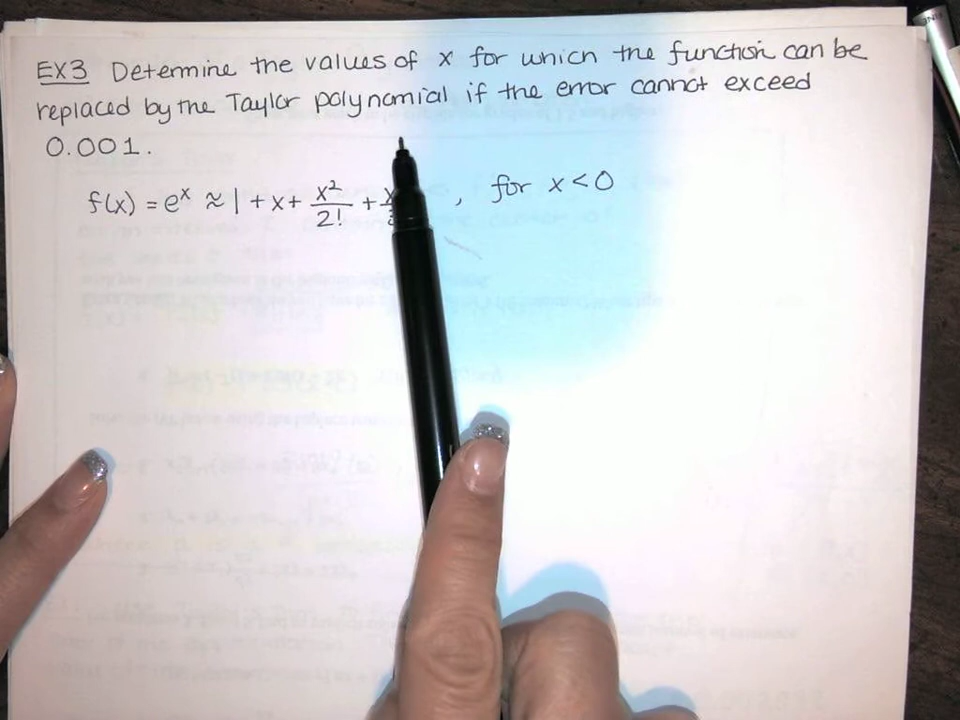 EX3 Determine the values of x for which the function can be
replaced by the Taylor polynomial if the error cannot exceed
0.001.
f(x) = eˣ ≈ 1 + x + x²/2! + , for x < 0